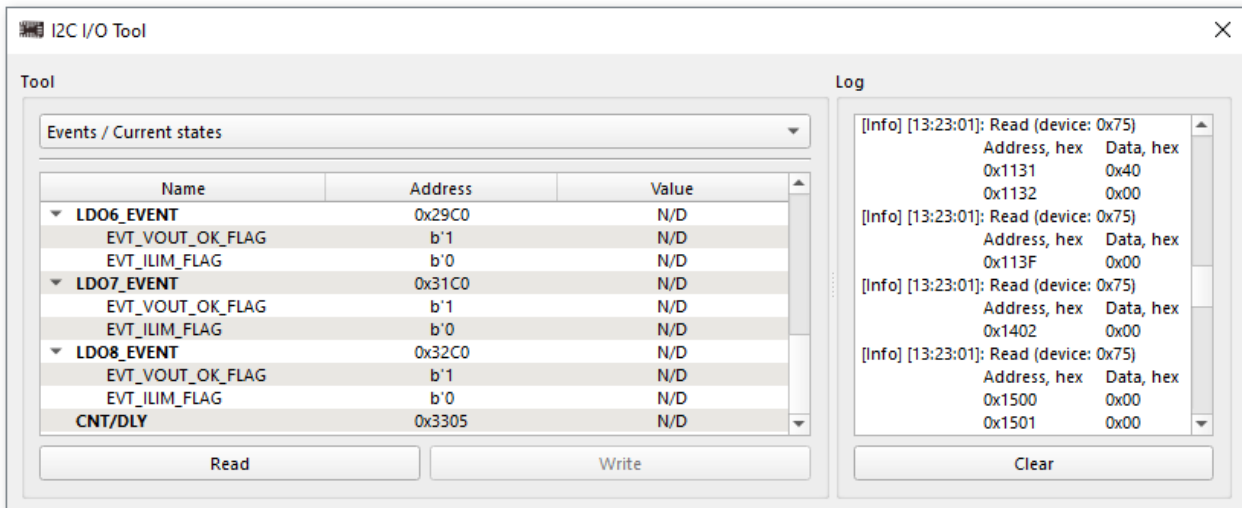 I2C I/O Tool
Tool
Events / Current states
Name Address Value
LDO6_EVENT 0x29C0 N/D
EVT_VOUT_OK_FLAG b'1 N/D
EVT_ILIM_FLAG b'0 N/D
LDO7_EVENT 0x31C0 N/D
EVT_VOUT_OK_FLAG b'1 N/D
EVT_ILIM_FLAG b'0 N/D
LDO8_EVENT 0x32C0 N/D
EVT_VOUT_OK_FLAG b'1 N/D
EVT_ILIM_FLAG b'0 N/D
CNT/DLY 0x3305 N/D
Read Write
Log
[Info] [13:23:01]: Read (device: 0x75)
Address, hex Data, hex
0x1131 0x40
0x1132 0x00
[Info] [13:23:01]: Read (device: 0x75)
Address, hex Data, hex
0x113F 0x00
[Info] [13:23:01]: Read (device: 0x75)
Address, hex Data, hex
0x1402 0x00
[Info] [13:23:01]: Read (device: 0x75)
Address, hex Data, hex
0x1500 0x00
0x1501 0x00
Clear